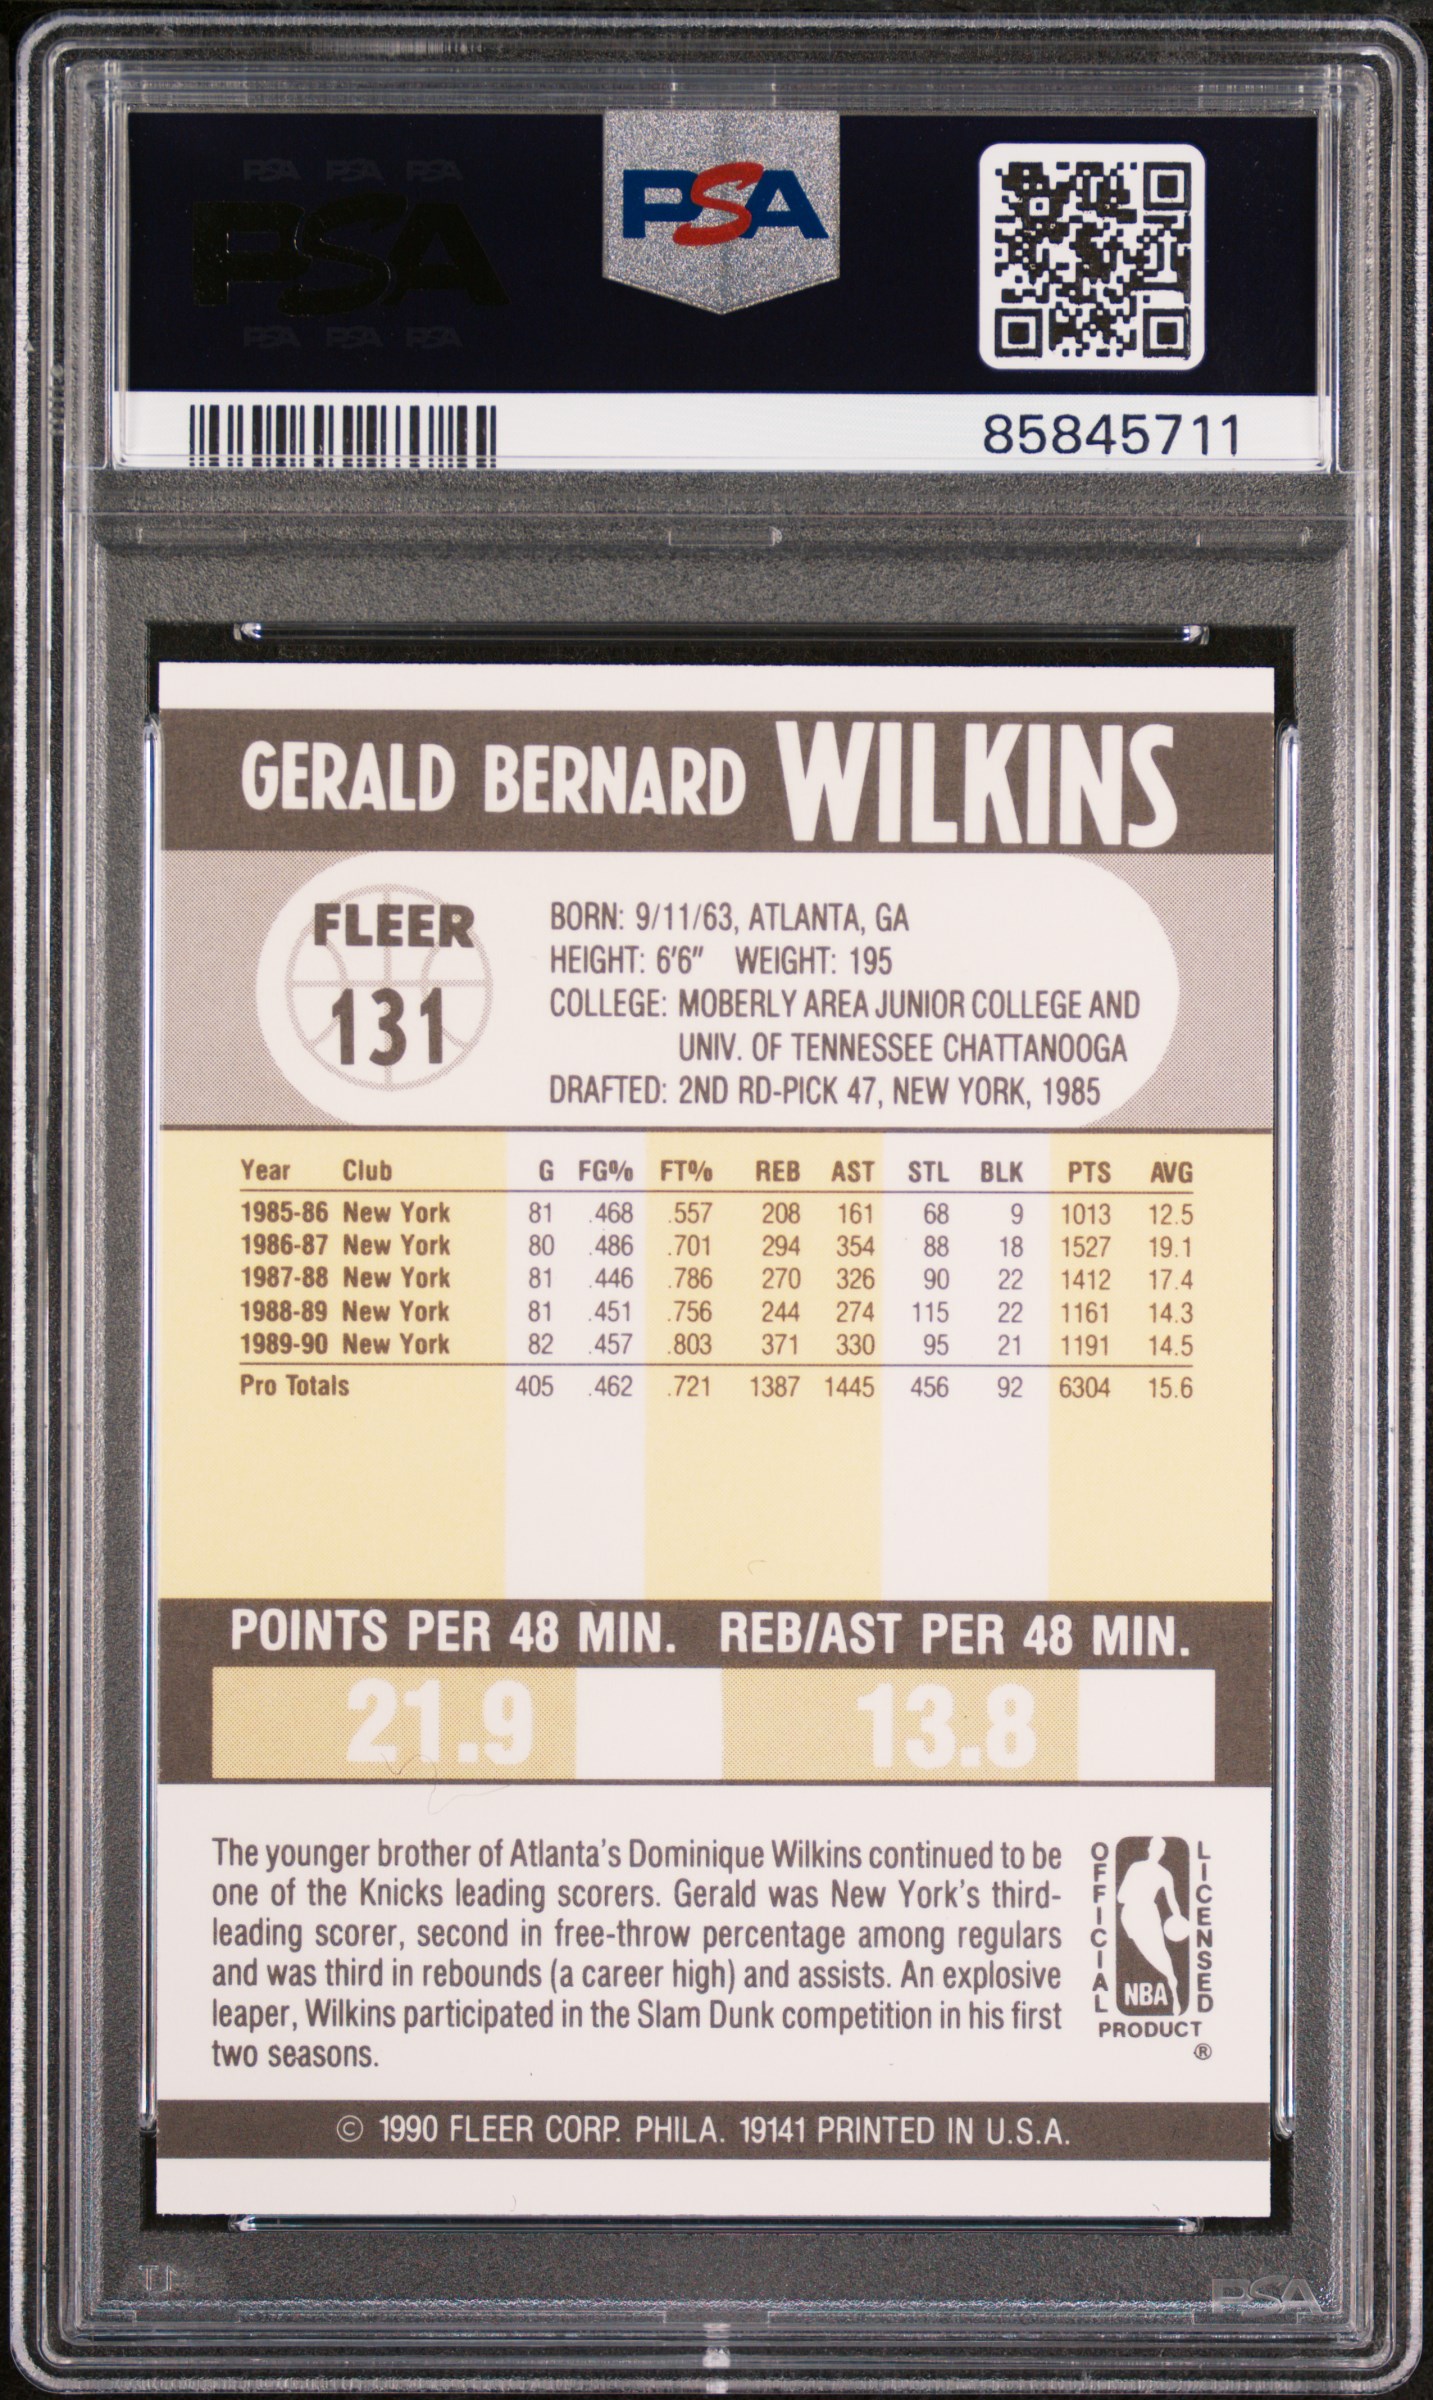 PSA PSA PSA
PSA
PSA PSA PSA
PSA
85845711
GERALD BERNARD WILKINS
FLEER
131
BORN: 9/11/63, ATLANTA, GA
HEIGHT: 6'6" WEIGHT: 195
COLLEGE: MOBERLY AREA JUNIOR COLLEGE AND
UNIV. OF TENNESSEE CHATTANOOGA
DRAFTED: 2ND RD-PICK 47, NEW YORK, 1985
Year Club G FG% FT% REB AST STL BLK PTS AVG
1985-86 New York 81 .468 .557 208 161 68 9 1013 12.5
1986-87 New York 80 .486 .701 294 354 88 18 1527 19.1
1987-88 New York 81 .446 .786 270 326 90 22 1412 17.4
1988-89 New York 81 .451 .756 244 274 115 22 1161 14.3
1989-90 New York 82 .457 .803 371 330 95 21 1191 14.5
Pro Totals 405 .462 .721 1387 1445 456 92 6304 15.6
POINTS PER 48 MIN. REB/AST PER 48 MIN.
21.9 13.8
The younger brother of Atlanta's Dominique Wilkins continued to be
one of the Knicks leading scorers. Gerald was New York's third-
leading scorer, second in free-throw percentage among regulars
and was third in rebounds (a career high) and assists. An explosive
leaper, Wilkins participated in the Slam Dunk competition in his first
two seasons.
OFFICIAL
LICENSED
NBA
PRODUCT
®
© 1990 FLEER CORP. PHILA. 19141 PRINTED IN U.S.A.
PSA